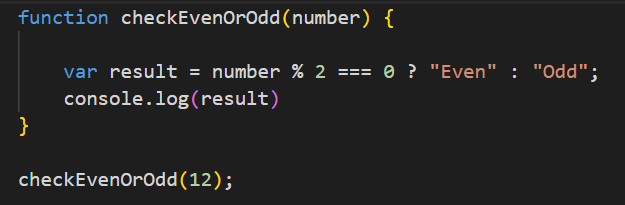 function checkEvenOrOdd(number) {
    var result = number % 2 === 0 ? "Even" : "Odd";
    console.log(result)
}
checkEvenOrOdd(12);